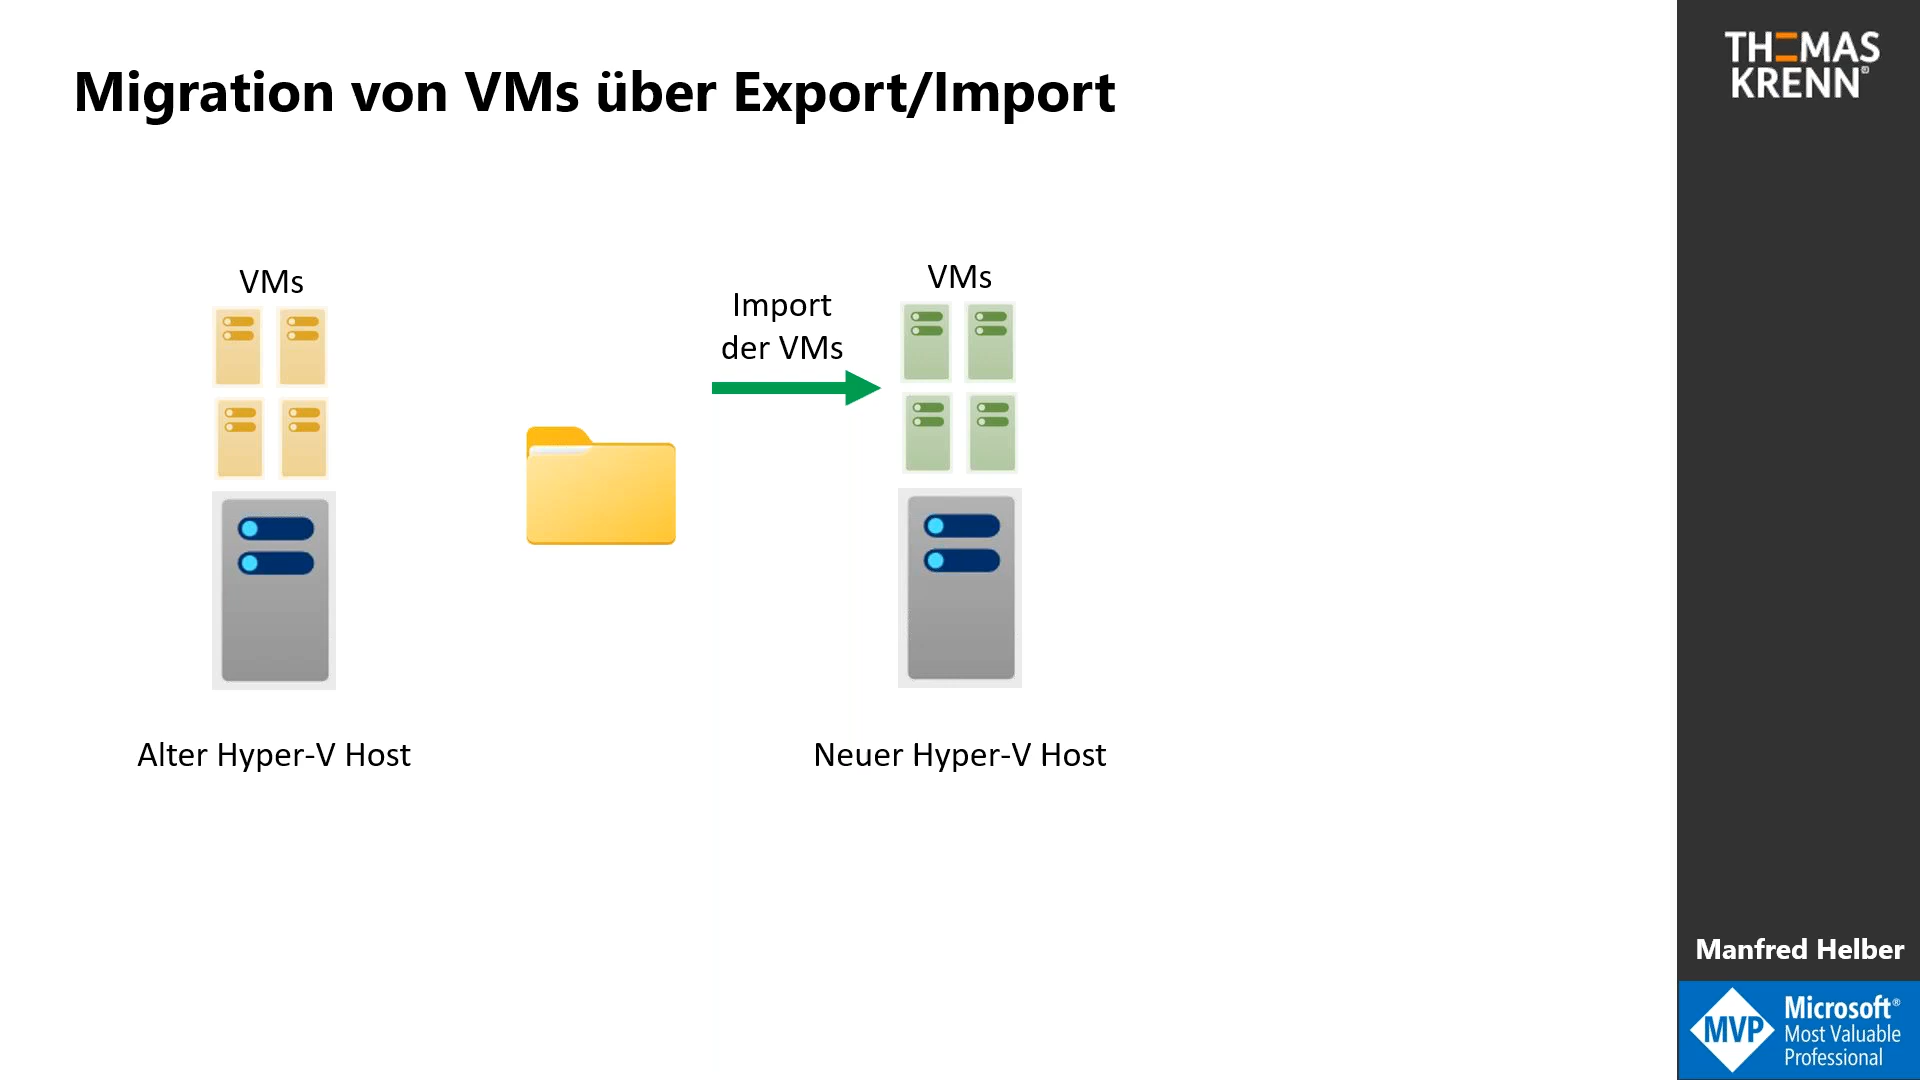 Migration von VMs über Export/Import
VMs
Import
der VMs
VMs
Alter Hyper-V Host
Neuer Hyper-V Host
THOMAS
KRENN®
Manfred Helber
MVP
Microsoft®
Most Valuable
Professional